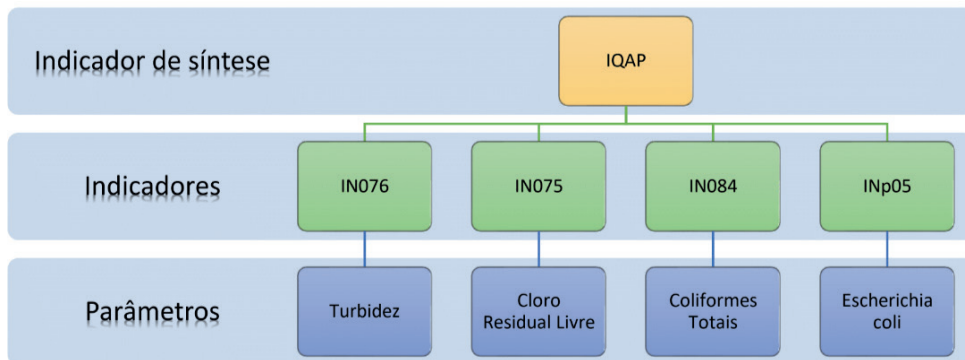 Indicador de síntese
IQAP
Indicadores
IN076
IN075
IN084
INp05
Parâmetros
Turbidez
Cloro
Residual Livre
Coliformes
Totais
Escherichia
coli